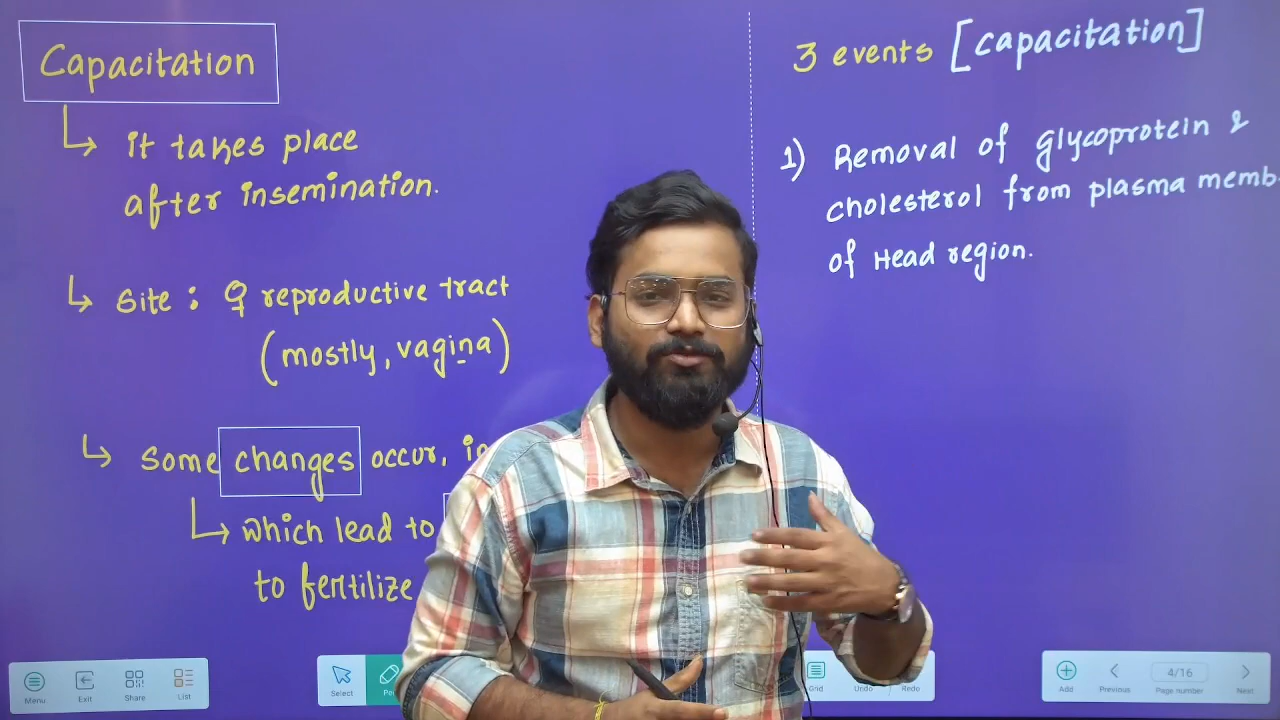 Capacitation
↳ it takes place
after insemination.
↳ Site : ♀ reproductive tract
(mostly, vagina)
↳ Some changes occur,
↳ which lead to
to fertilize
3 events [capacitation]
1) Removal of glycoprotein &
cholesterol from plasma memb
of Head region.
Menu
Exit
Share
List
Select
Grid
Undo
Redo
Add
Previous
4/16
Page number
Next